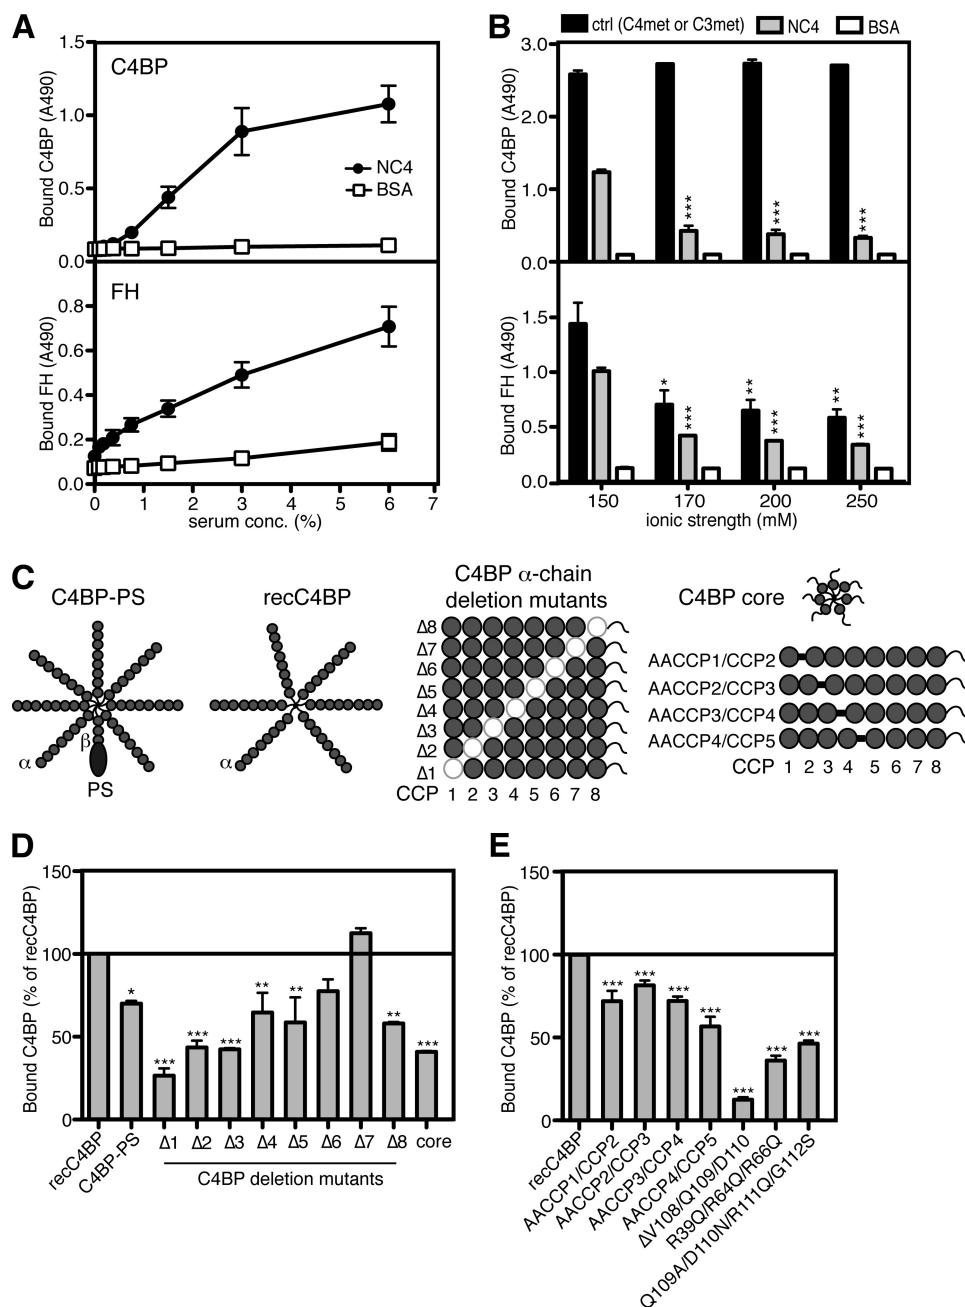 A
C4BP
Bound C4BP (A490)
1.5
1.0
0.5
0.0
NC4
BSA
FH
Bound FH (A490)
0.8
0.6
0.4
0.2
0.0
0 1 2 3 4 5 6 7
serum conc. (%)
B
ctrl (C4met or C3met) NC4 BSA
Bound C4BP (A490)
3.0
2.0
1.0
0.0
*** *** ***
Bound FH (A490)
1.5
1.0
0.5
0.0
* *** ** *** ** ***
150 170 200 250
ionic strength (mM)
C
C4BP-PS
α
β
PS
recC4BP
α
C4BP α-chain
deletion mutants
Δ8
Δ7
Δ6
Δ5
Δ4
Δ3
Δ2
Δ1
CCP 1 2 3 4 5 6 7 8
C4BP core
AACCP1/CCP2
AACCP2/CCP3
AACCP3/CCP4
AACCP4/CCP5
CCP 1 2 3 4 5 6 7 8
D
Bound C4BP (% of recC4BP)
150
100
50
0
* *** *** *** ** ** ** ***
recC4BP C4BP-PS Δ1 Δ2 Δ3 Δ4 Δ5 Δ6 Δ7 Δ8 core
C4BP deletion mutants
E
Bound C4BP (% of recC4BP)
150
100
50
0
*** *** *** *** *** *** ***
recC4BP
AACCP1/CCP2
AACCP2/CCP3
AACCP3/CCP4
AACCP4/CCP5
ΔV108/Q109/D110
R39Q/R64Q/R66Q
Q109A/D110N/R111Q/G112S